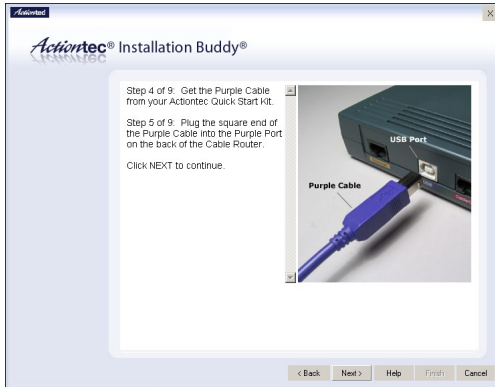 Actiontec
X
Actiontec® Installation Buddy®
Step 4 of 9: Get the Purple Cable
from your Actiontec Quick Start Kit.
Step 5 of 9: Plug the square end of
the Purple Cable into the Purple Port
on the back of the Cable Router.
Click NEXT to continue.
USB Port
Purple Cable
< Back
Next >
Help
Finish
Cancel